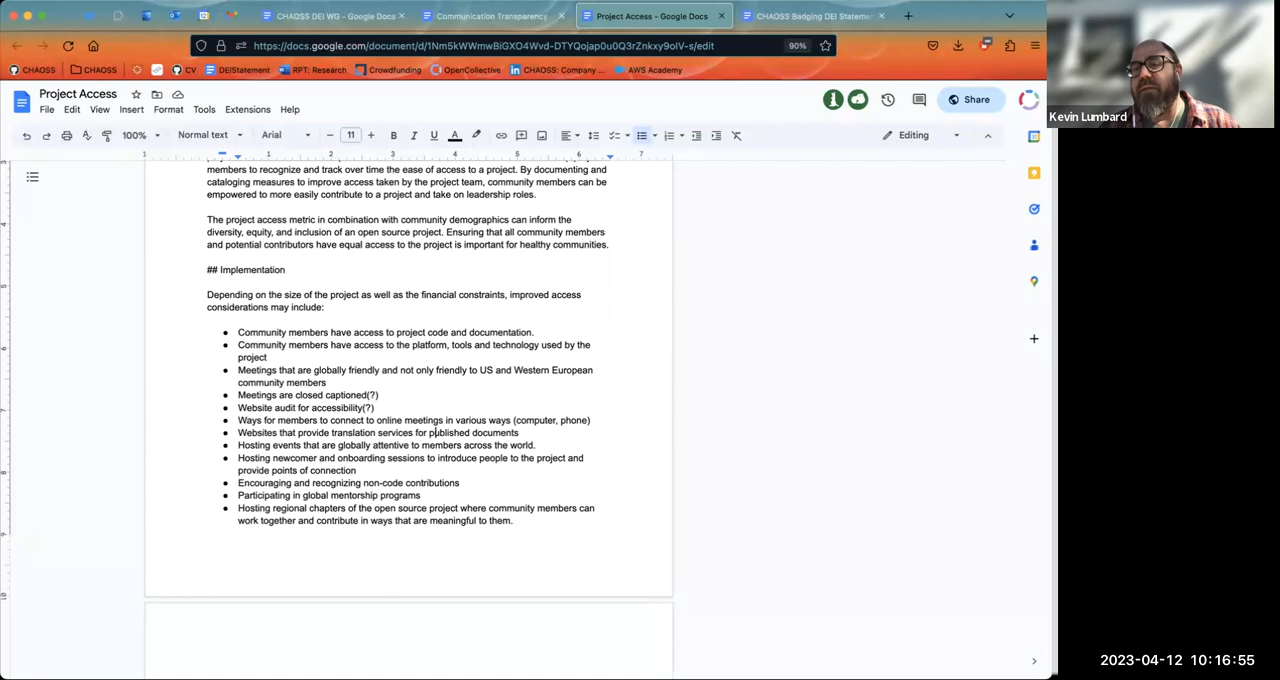 CHAOSS DEI WG - Google Docs
Communication Transparency
Project Access - Google Docs
CHAOSS Badging DEI Stateme
https://docs.google.com/document/d/1Nm5kWWmwBiGXO4Wvd-DTYQojap0u0Q3rZnkxy9oIV-s/edit
90%
CHAOSS
CHAOSS
CV
DEIStatement
RPT: Research
Crowdfunding
OpenCollective
CHAOSS: Company ...
AWS Academy
Project Access
File Edit View Insert Format Tools Extensions Help
Share
100%
Normal text
Arial
11
Editing
1 1 2 3 4 5 6 7
members to recognize and track over time the ease of access to a project. By documenting and
cataloging measures to improve access taken by the project team, community members can be
empowered to more easily contribute to a project and take on leadership roles.
The project access metric in combination with community demographics can inform the
diversity, equity, and inclusion of an open source project. Ensuring that all community members
and potential contributors have equal access to the project is important for healthy communities.
## Implementation
Depending on the size of the project as well as the financial constraints, improved access
considerations may include:
● Community members have access to project code and documentation.
● Community members have access to the platform, tools and technology used by the
project
● Meetings that are globally friendly and not only friendly to US and Western European
community members
● Meetings are closed captioned(?)
● Website audit for accessibility(?)
● Ways for members to connect to online meetings in various ways (computer, phone)
● Websites that provide translation services for published documents
● Hosting events that are globally attentive to members across the world.
● Hosting newcomer and onboarding sessions to introduce people to the project and
provide points of connection
● Encouraging and recognizing non-code contributions
● Participating in global mentorship programs
● Hosting regional chapters of the open source project where community members can
work together and contribute in ways that are meaningful to them.
Kevin Lumbard
2023-04-12 10:16:55